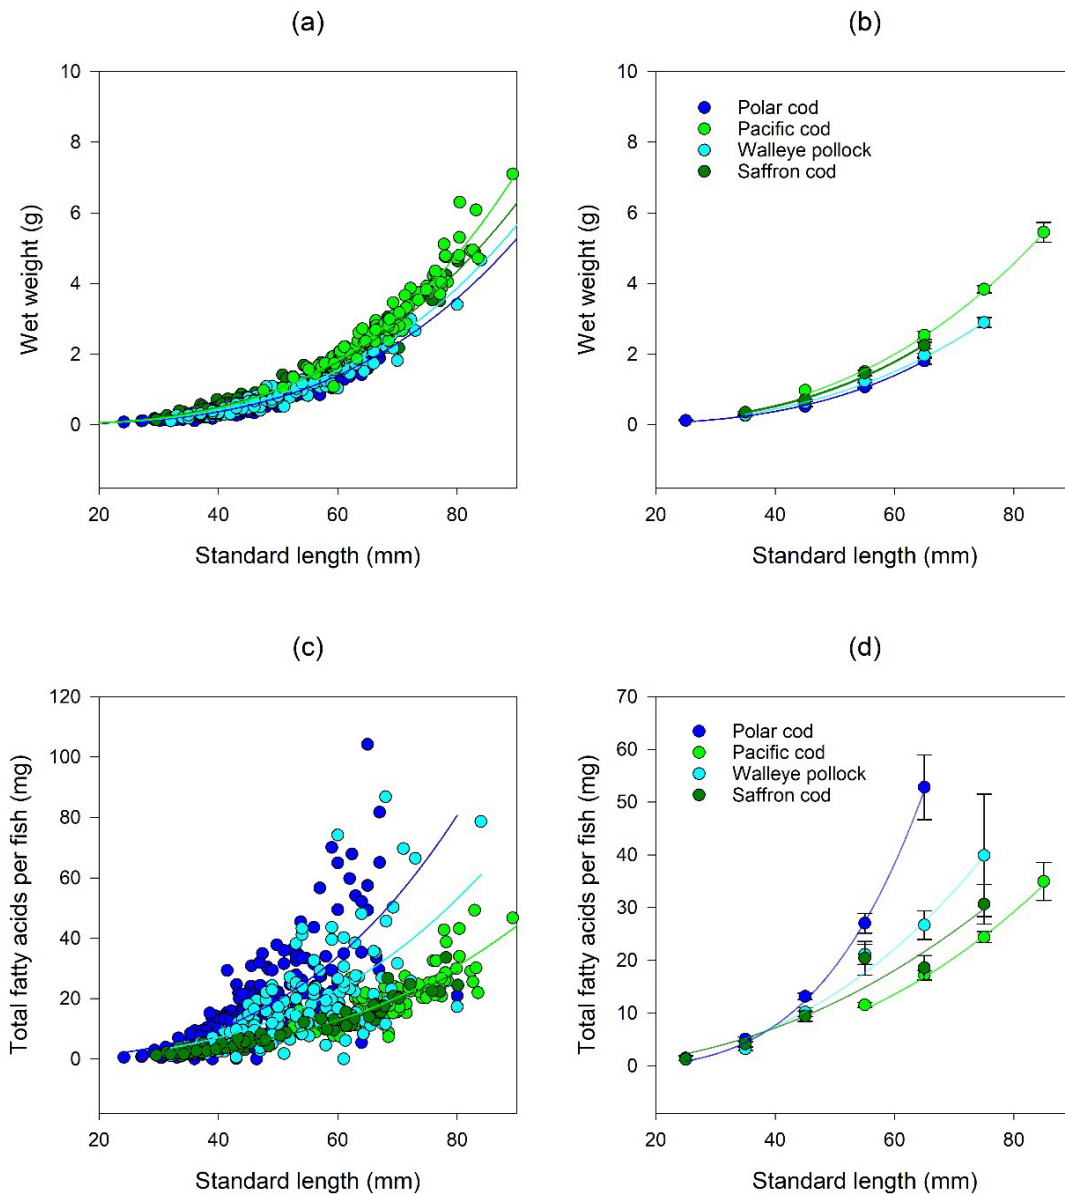 (a)
10
8
6
4
2
0
Wet weight (g)
20 40 60 80
Standard length (mm)
(b)
10
8
6
4
2
0
Wet weight (g)
Polar cod
Pacific cod
Walleye pollock
Saffron cod
20 40 60 80
Standard length (mm)
(c)
120
100
80
60
40
20
0
Total fatty acids per fish (mg)
20 40 60 80
Standard length (mm)
(d)
70
60
50
40
30
20
10
0
Total fatty acids per fish (mg)
Polar cod
Pacific cod
Walleye pollock
Saffron cod
20 40 60 80
Standard length (mm)